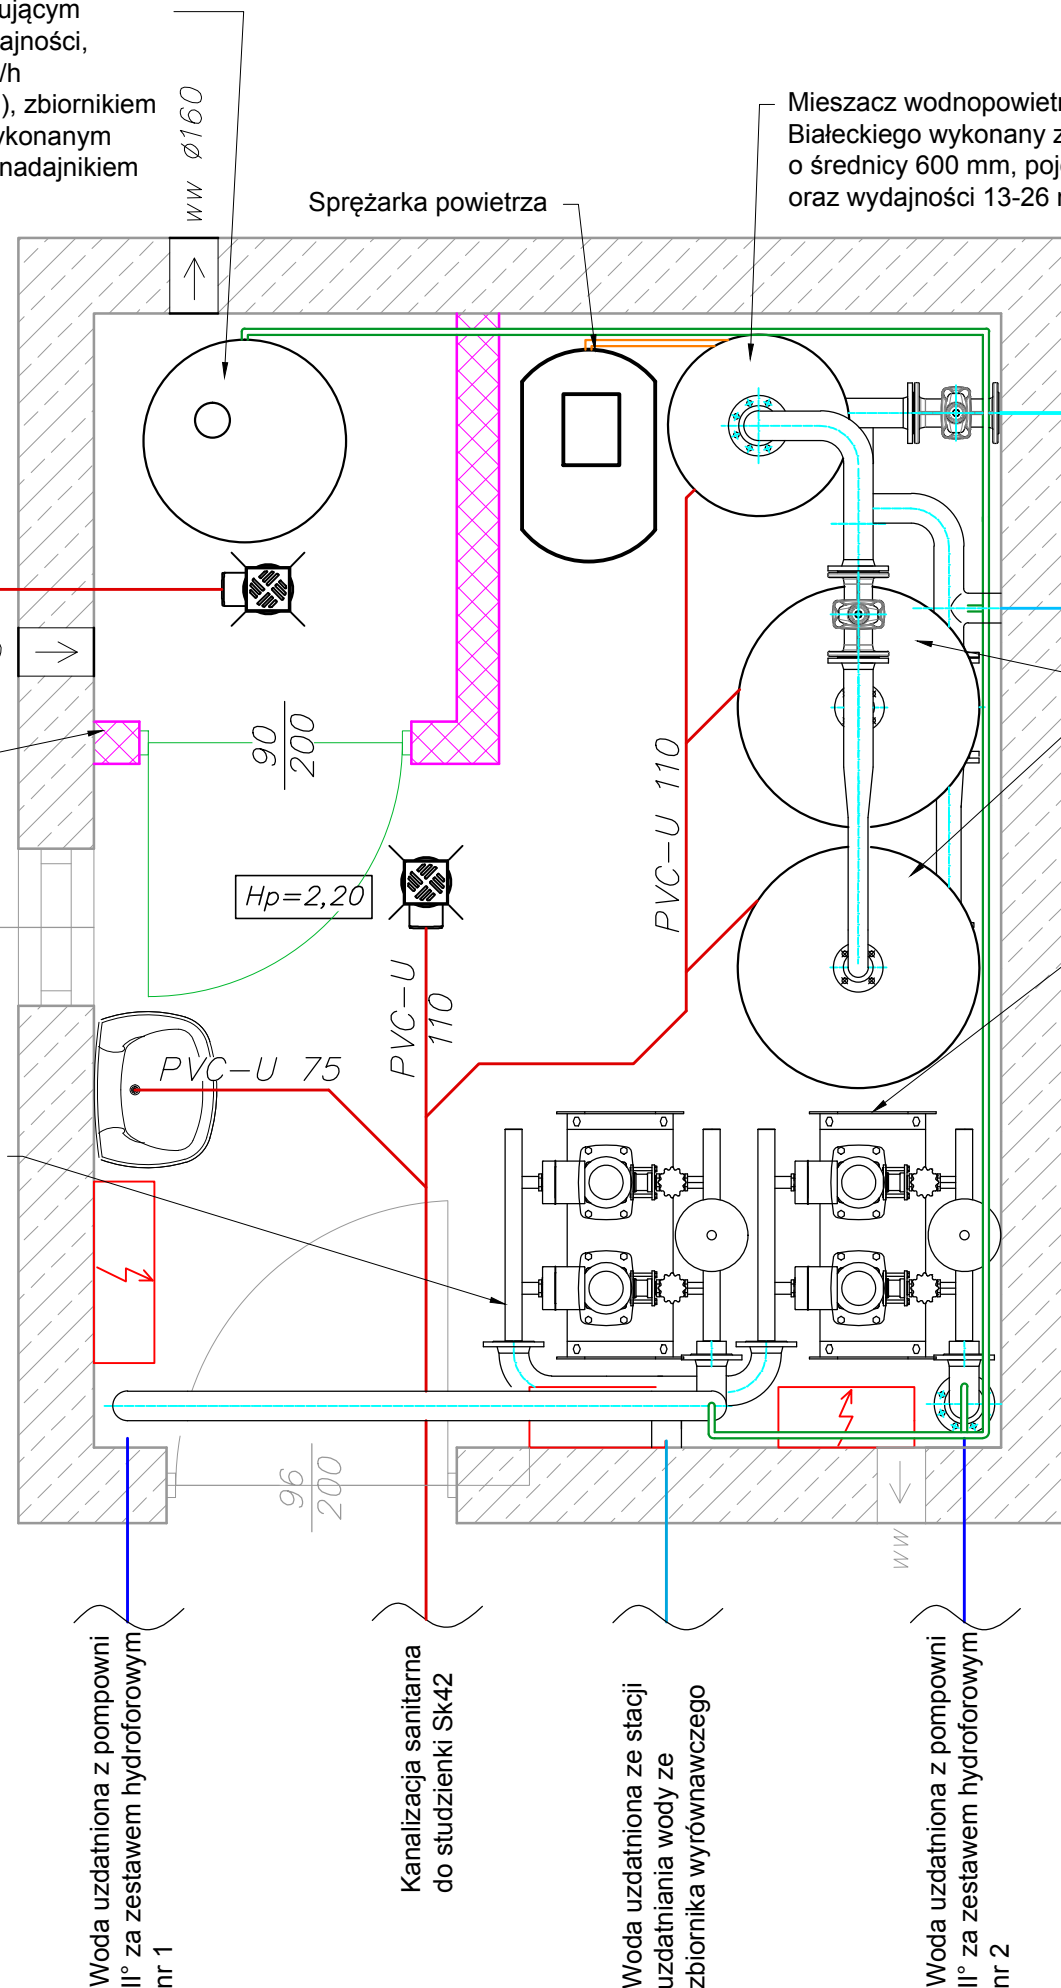 ującym
ajności,
/h
), zbiornikiem
ykonanym
nadajnikiem
WW ø160
Sprężarka powietrza
Mieszacz wodnopowiet
Białeckiego wykonany z
o średnicy 600 mm, poj
oraz wydajności 13-26 r
90
200
Hp=2,20
PVC-U 110
PVC-U
110
PVC-U 75
96
200
WW
Woda uzdatniona z pompowni
II° za zestawem hydroforowym
nr 1
Kanalizacja sanitarna
do studzienki Sk42
Woda uzdatniona ze stacji
uzdatniania wody ze
zbiornika wyrównawczego
Woda uzdatniona z pompowni
II° za zestawem hydroforowym
nr 2